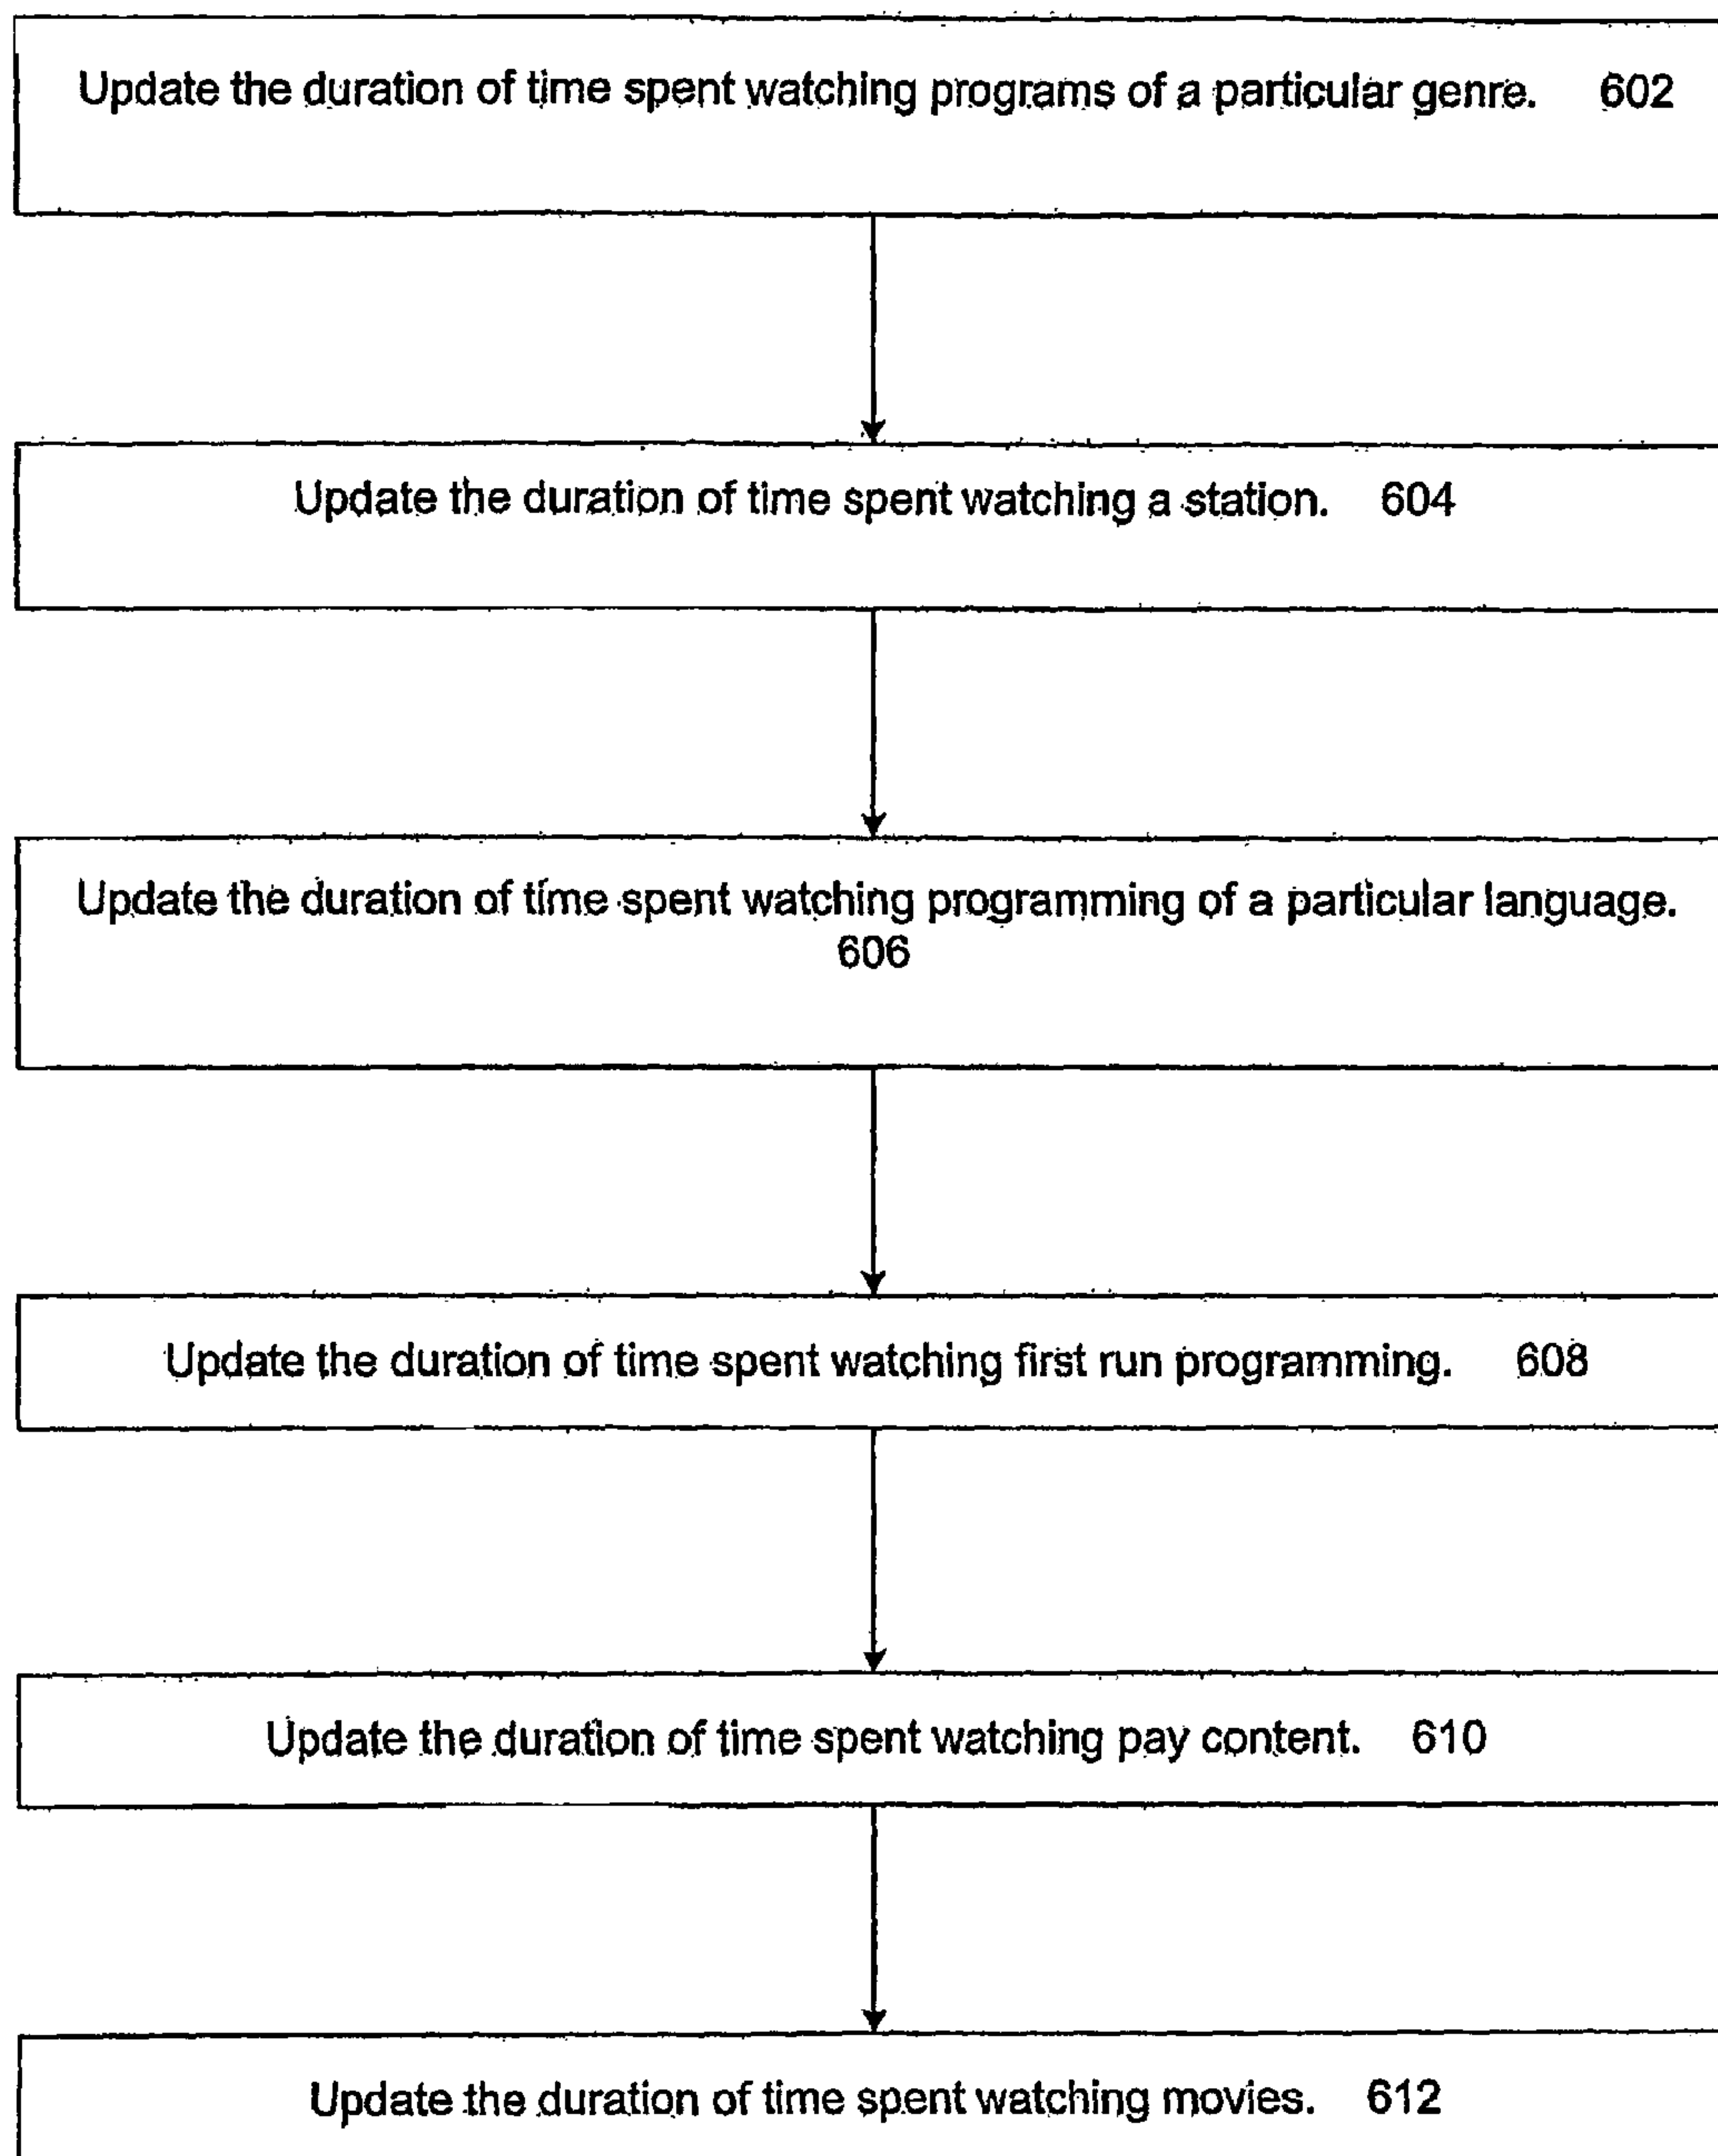 Update the duration of time spent watching programs of a particular genre. 602
Update the duration of time spent watching a station. 604
Update the duration of time spent watching programming of a particular language.
606
Update the duration of time spent watching first run programming. 608
Update the duration of time spent watching pay content. 610
Update the duration of time spent watching movies. 612